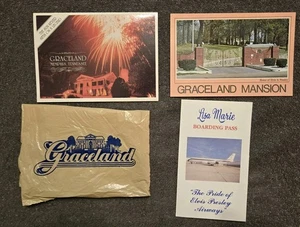 GRACELAND
MEMPHIS, TENNESSEE
GRACELAND MANSION
Graceland
Lisa Marie
BOARDING PASS
"The Pride of
Elvis Presley
Airways"